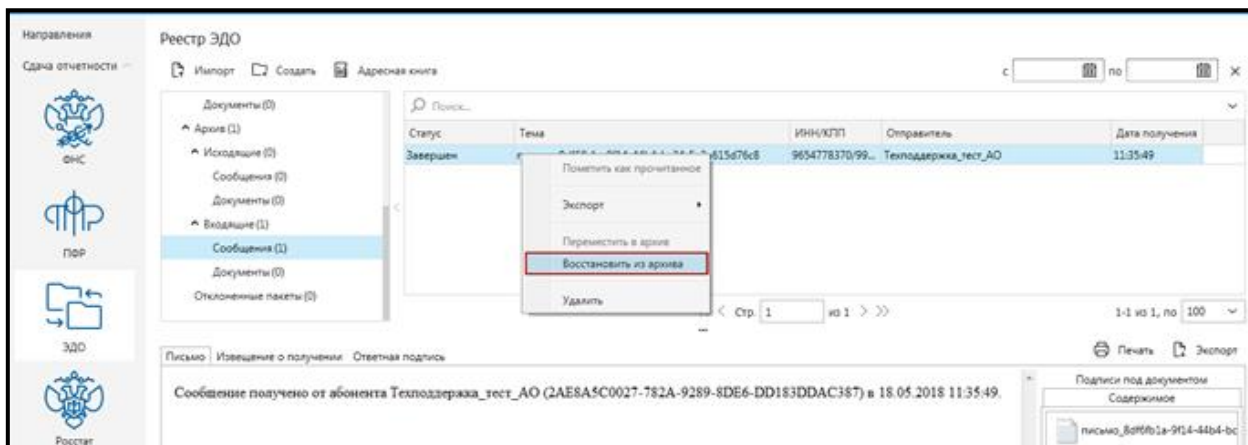 Направления
Сдача отчетности
ФНС
ПФР
ЭДО
Росстат
Реестр ЭДО
Импорт Создать Адресная книга
с по
Документы (0)
Архив (1)
Исходящие (0)
Сообщения (0)
Документы (0)
Входящие (1)
Сообщения (1)
Документы (0)
Отклоненные пакеты (0)
Поиск...
Статус Тема ИНН/КПП Отправитель Дата получения
Завершен 615d76c8 9654778370/99... Техподдержка_тест_АО 11:35:49
Пометить как прочитанное
Экспорт
Переместить в архив
Восстановить из архива
Удалить
Стр. 1 из 1
1-1 из 1, по 100
Печать Экспорт
Письмо Извещение о получении Ответная подпись
Сообщение получено от абонента Техподдержка_тест_АО (2AE8A5C0027-782A-9289-8DE6-DD183DDAC387) в 18.05.2018 11:35:49.
Подписи под документом
Содержимое
письмо_8df6fb1a-9f14-44b4-bc